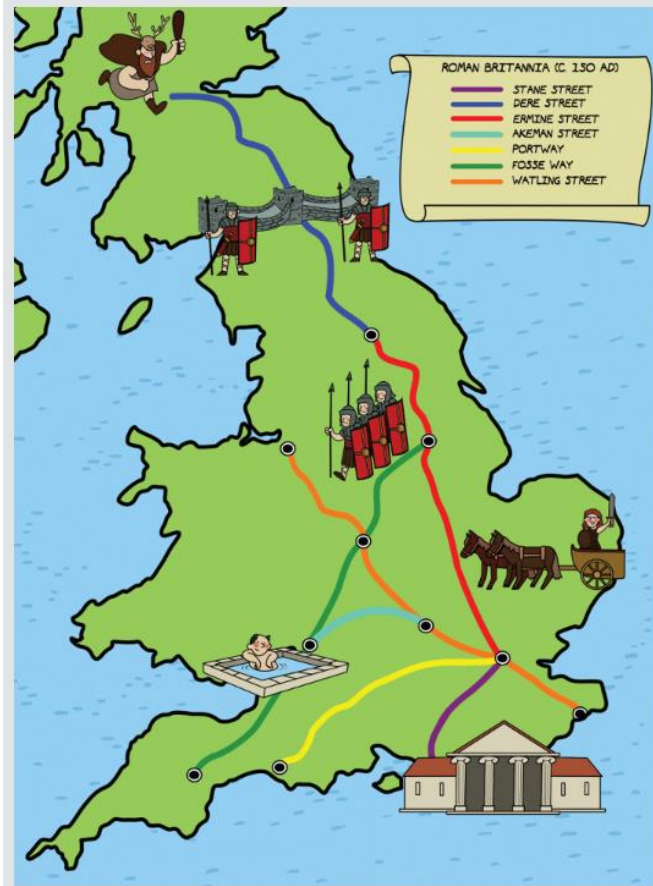 ROMAN BRITANNIA (C. 150 AD)
STANE STREET
DERE STREET
ERMINE STREET
AKEMAN STREET
PORTWAY
FOSSE WAY
WATLING STREET